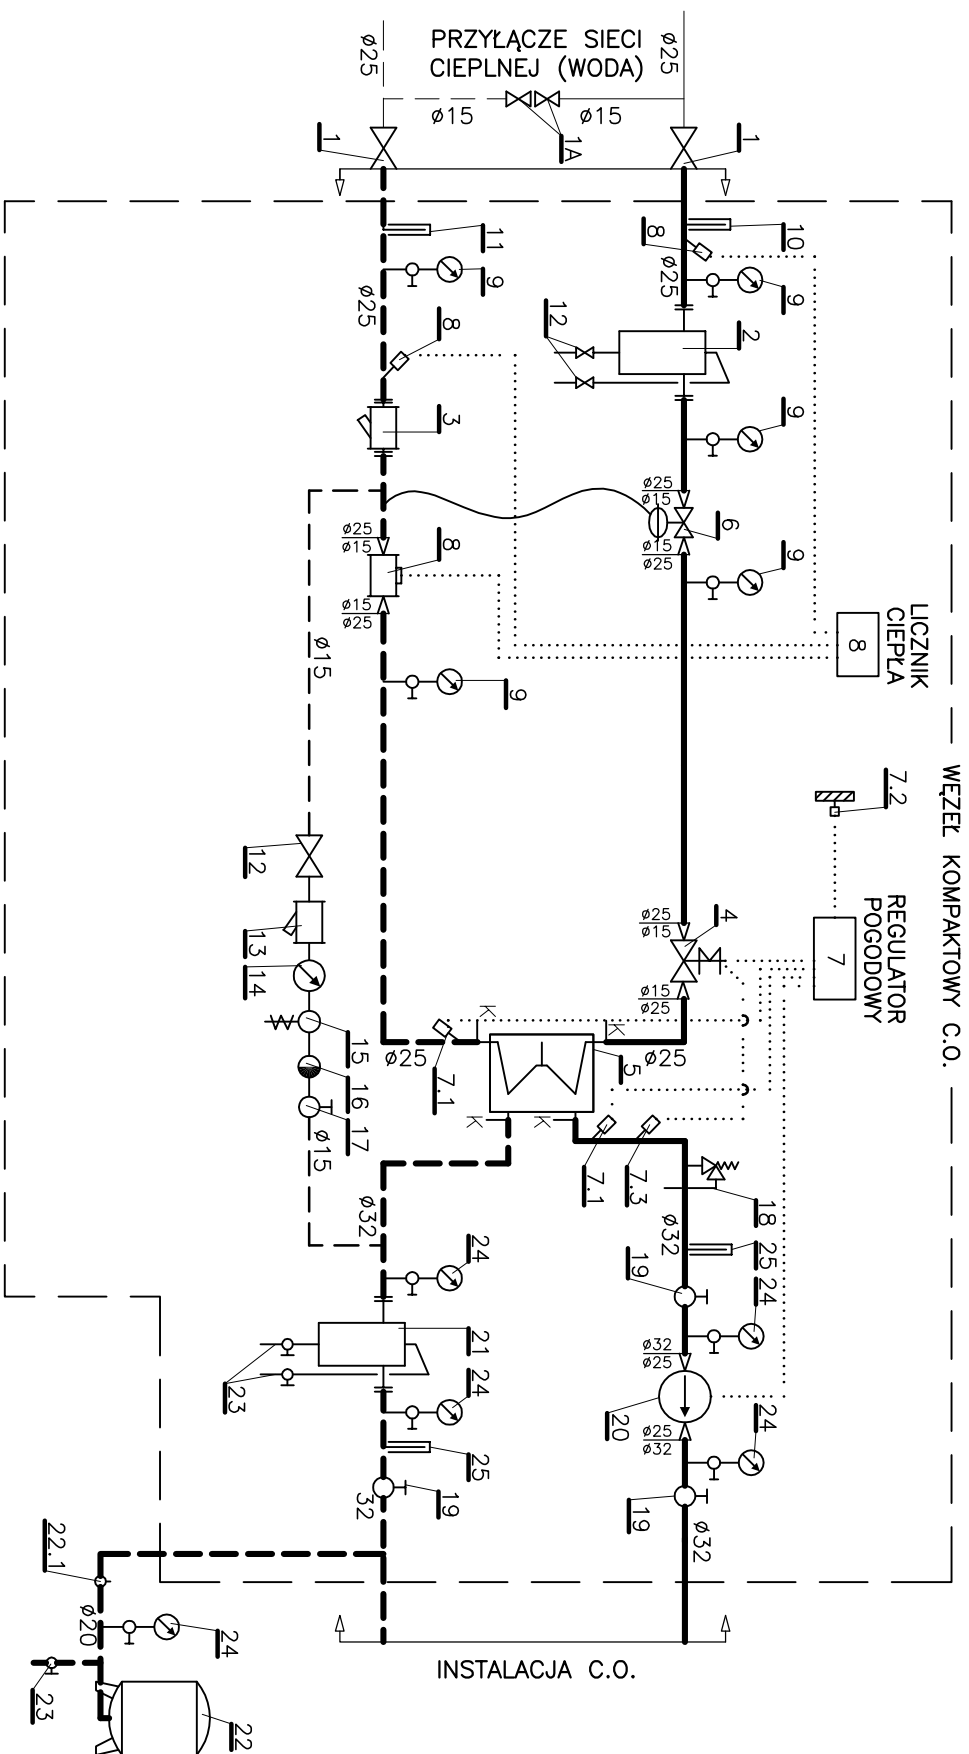 PRZYŁĄCZE SIECI
CIEPLNEJ (WODA)
ø25
ø25
ø15
ø15
1A
1
1
WĘZEŁ KOMPAKTOWY C.O.
10
8
ø25
9
2
12
9
ø25
ø15
6
ø15
ø25
9
11
9
ø25
8
3
ø25
ø15
8
ø15
ø25
9
ø15
LICZNIK
CIEPŁA
8
7.2
REGULATOR
POGODOWY
7
ø25
ø15
4
ø15
ø25
K
K
ø25
5
ø25
7.1
K
K
7.1
7.3
12
13
14
15
16
17
ø15
18
ø32
25
19
24
ø32
25
20
ø25
ø32
24
19
ø32
ø32
24
21
23
24
25
19
32
22.1
ø20
24
23
22
INSTALACJA C.O.